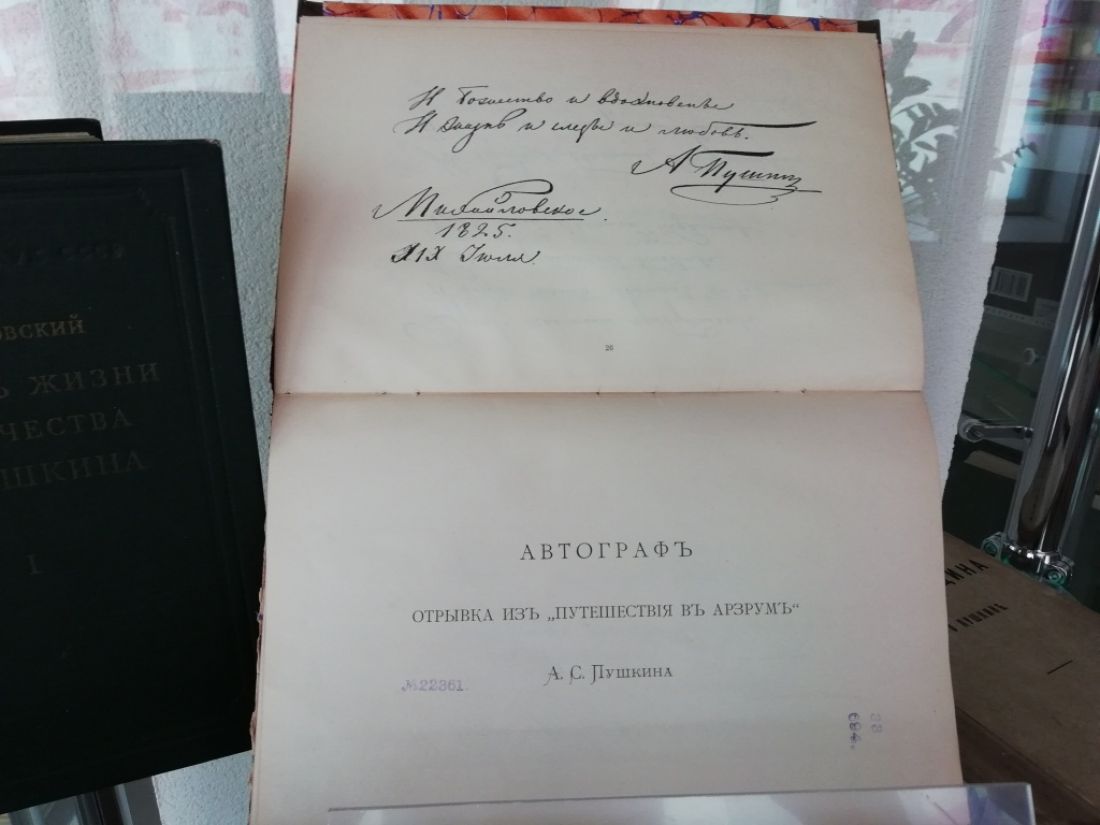 И божество и вдохновенье
И жизнь и слезы и любовь.
А Пушкин
Михайловское.
1825.
XIX Июля.
26
АВТОГРАФЪ
ОТРЫВКА ИЗЪ „ПУТЕШЕСТВІЯ ВЪ АРЗРУМЪ“
А. С. ПУШКИНА
№22361.
ОВСКИЙ
Ь ЖИЗНИ
ЧЕСТВА
ШКИНА
I